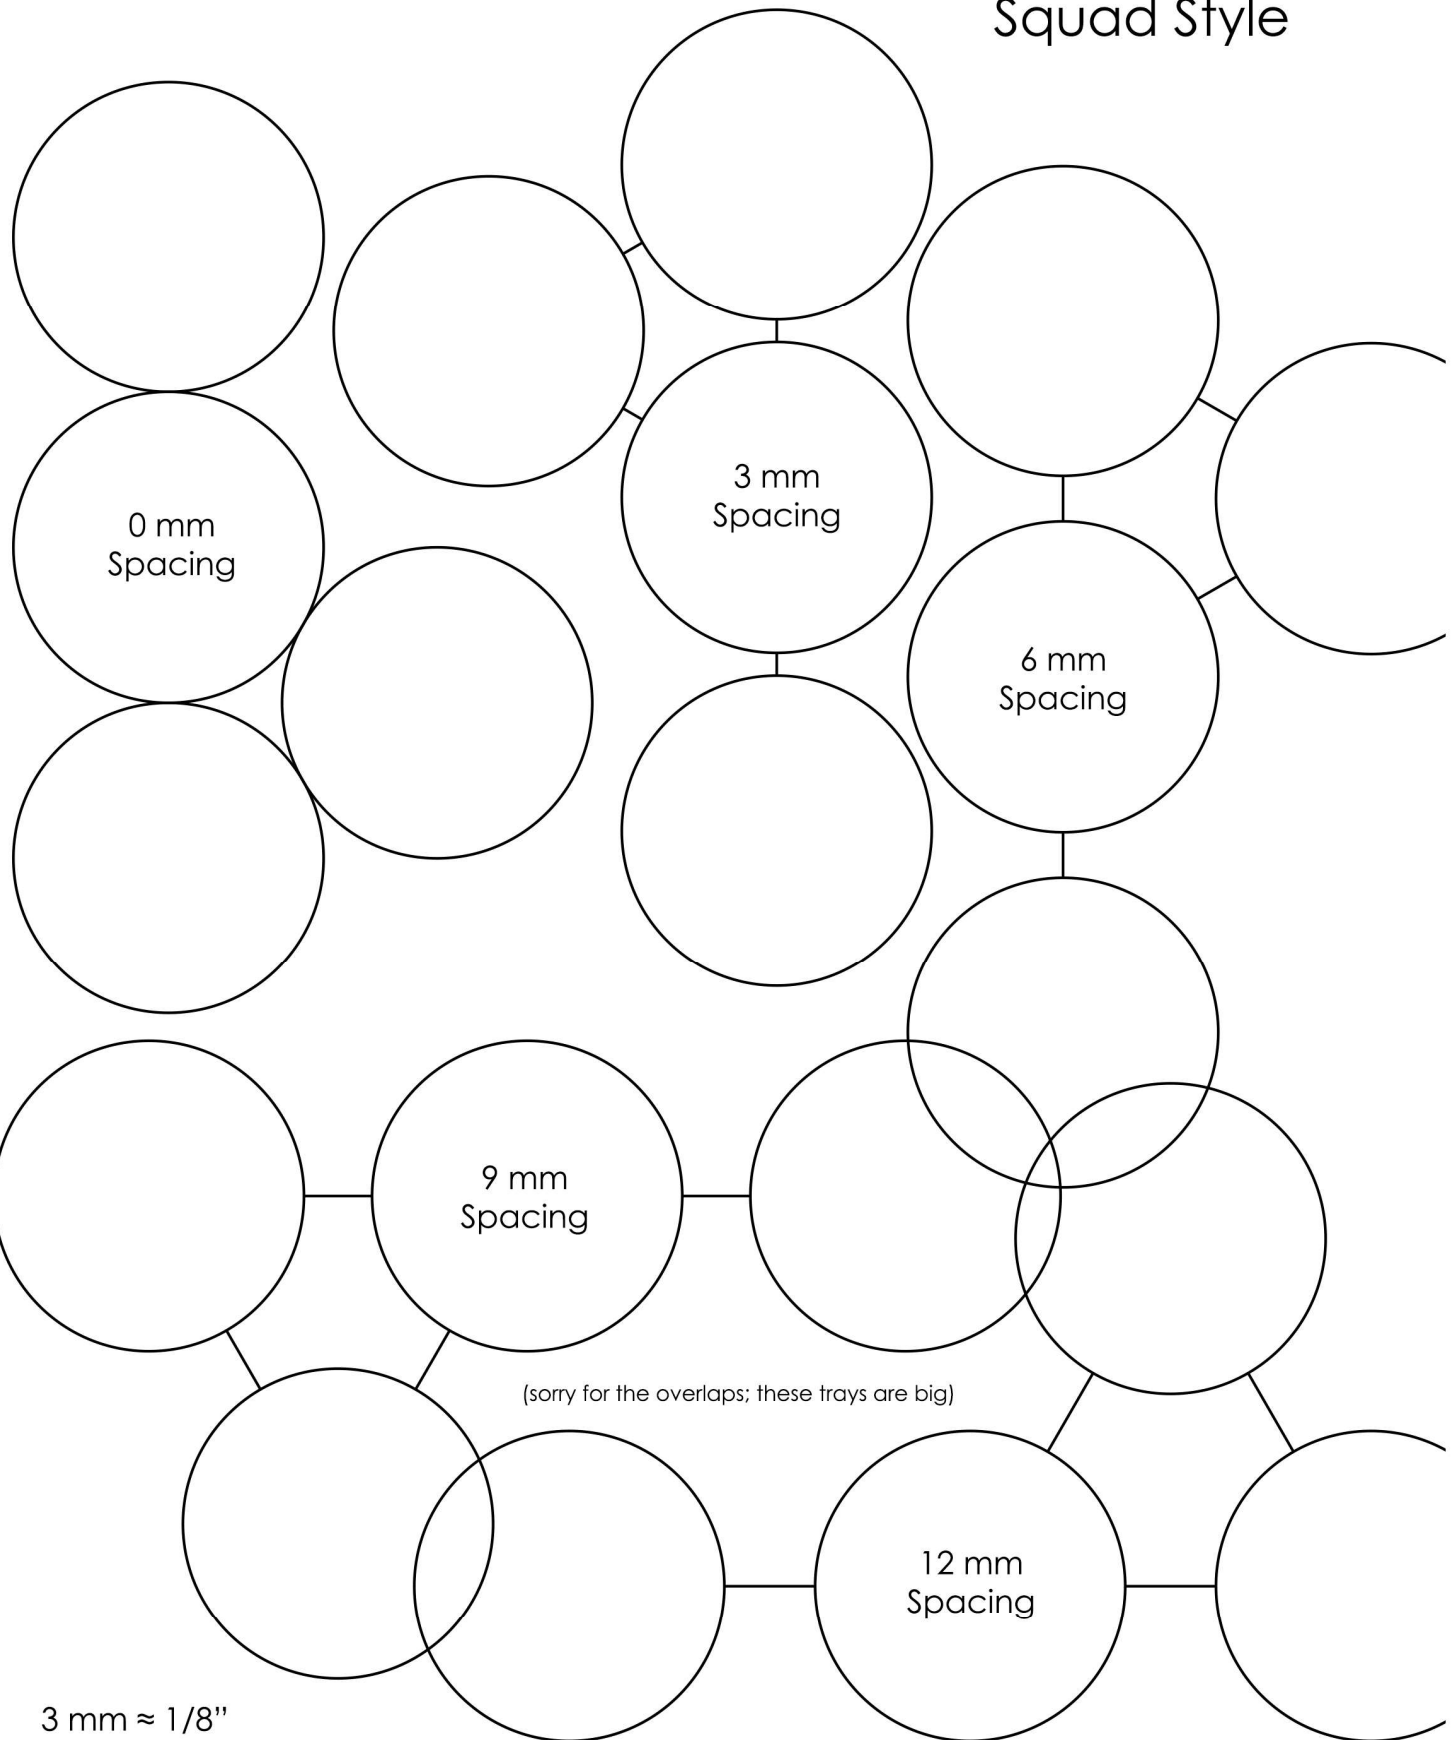 Squad Style
3 mm
Spacing
0 mm
Spacing
6 mm
Spacing
9 mm
Spacing
(sorry for the overlaps; these trays are big)
12 mm
Spacing
3 mm ≈ 1/8”